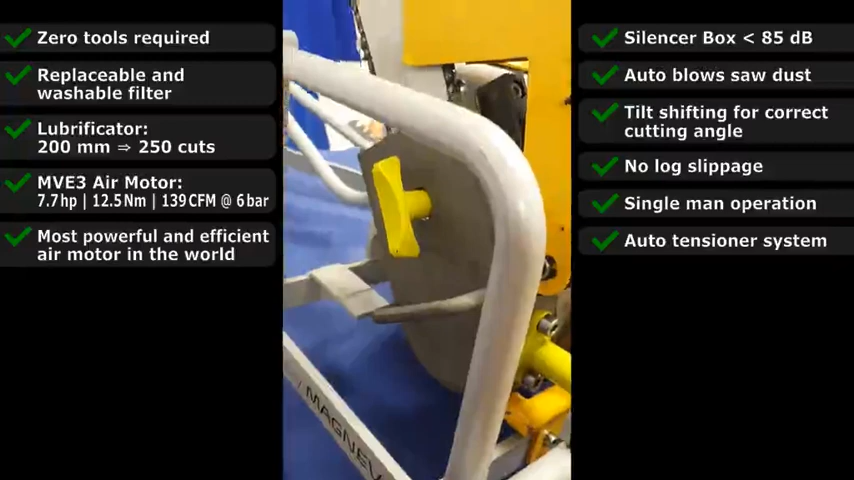 Zero tools required
Replaceable and
washable filter
Lubrificator:
200 mm ⇒ 250 cuts
MVE3 Air Motor:
7.7hp | 12.5Nm | 139CFM @ 6bar
Most powerful and efficient
air motor in the world
Silencer Box < 85 dB
Auto blows saw dust
Tilt shifting for correct
cutting angle
No log slippage
Single man operation
Auto tensioner system
MAGNEV